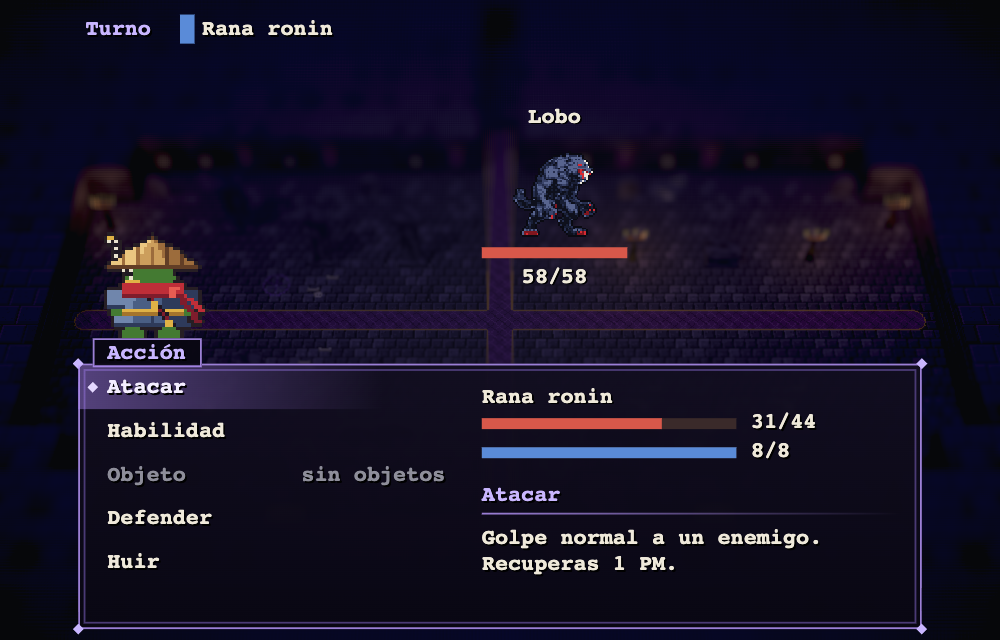 Turno Rana ronin
Lobo
58/58
Acción
Atacar
Habilidad
Objeto sin objetos
Defender
Huir
Rana ronin
31/44
8/8
Atacar
Golpe normal a un enemigo.
Recuperas 1 PM.